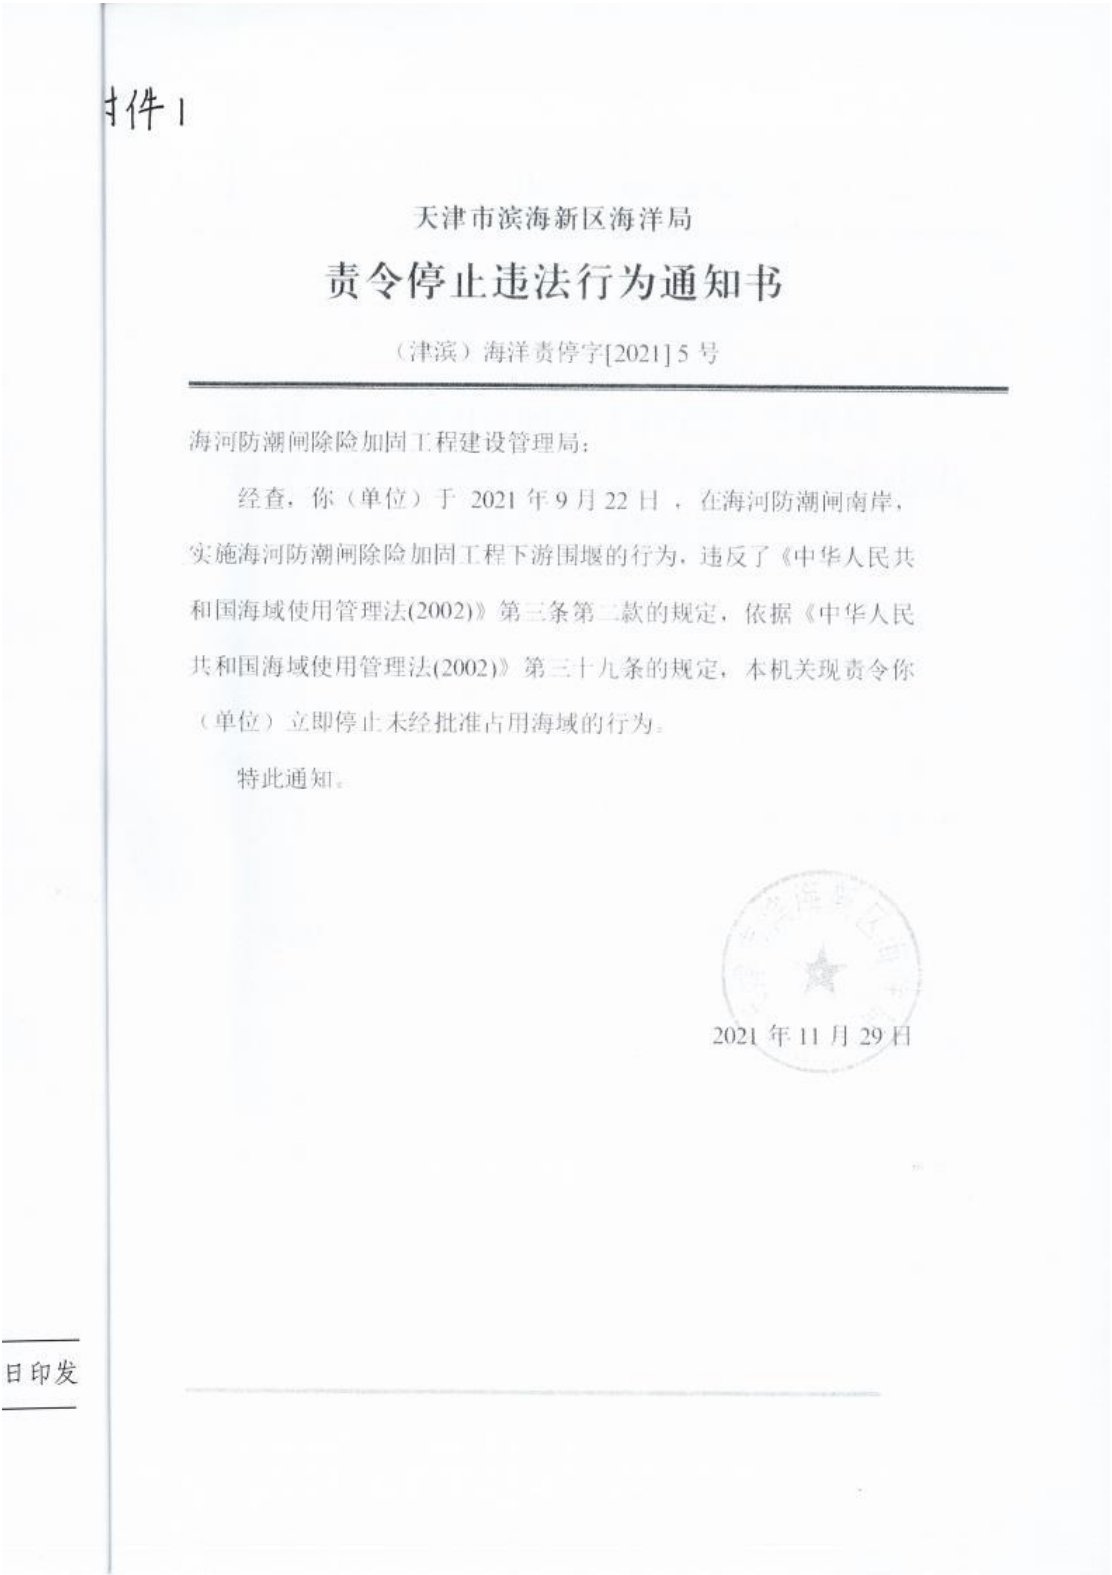 附件1
天津市滨海新区海洋局
责令停止违法行为通知书
（津滨）海洋责停字[2021] 5 号
海河防潮闸除险加固工程建设管理局：
经查，你（单位）于 2021 年 9 月 22 日 ，在海河防潮闸南岸，
实施海河防潮闸除险加固工程下游围堰的行为，违反了《中华人民共
和国海域使用管理法(2002)》第三条第二款的规定，依据《中华人民
共和国海域使用管理法(2002)》第三十九条的规定，本机关现责令你
（单位）立即停止未经批准占用海域的行为。
特此通知。
2021 年 11 月 29 日
日印发